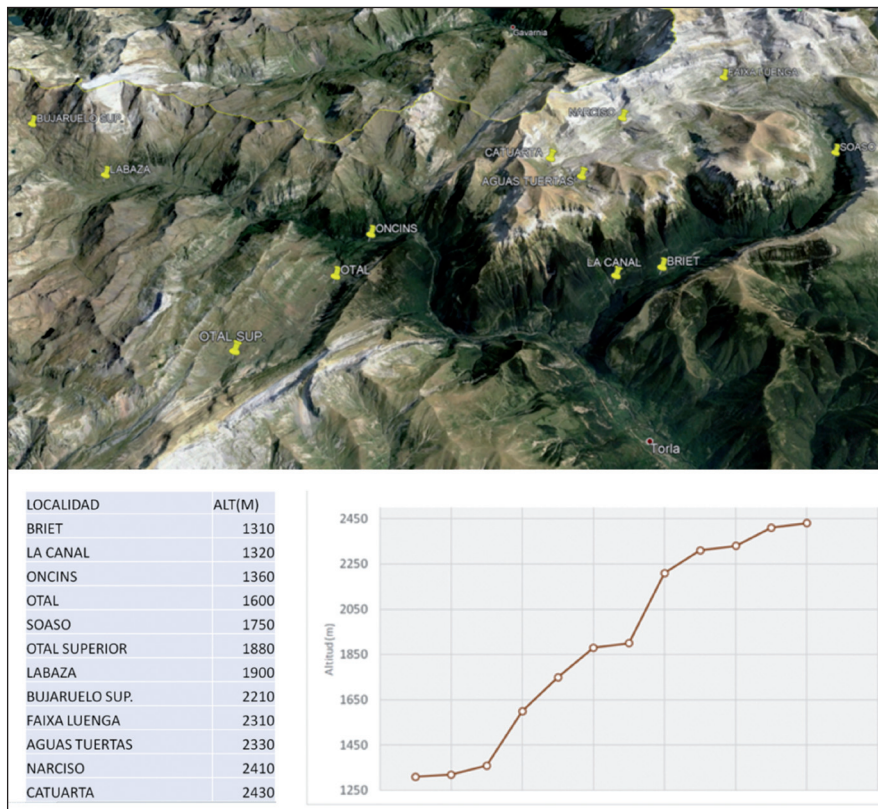 Gavarnia
FAIXA LUENGA
BUJARUELO SUP.
NARCISO
CATUARTA
SOASO
LABAZA
AGUAS TUERTAS
ONCINS
LA CANAL
BRIET
OTAL
OTAL SUP
Torla
LOCALIDAD ALT(M)
BRIET 1310
LA CANAL 1320
ONCINS 1360
OTAL 1600
SOASO 1750
OTAL SUPERIOR 1880
LABAZA 1900
BUJARUELO SUP. 2210
FAIXA LUENGA 2310
AGUAS TUERTAS 2330
NARCISO 2410
CATUARTA 2430
Altitud (m)
2450
2250
2050
1850
1650
1450
1250